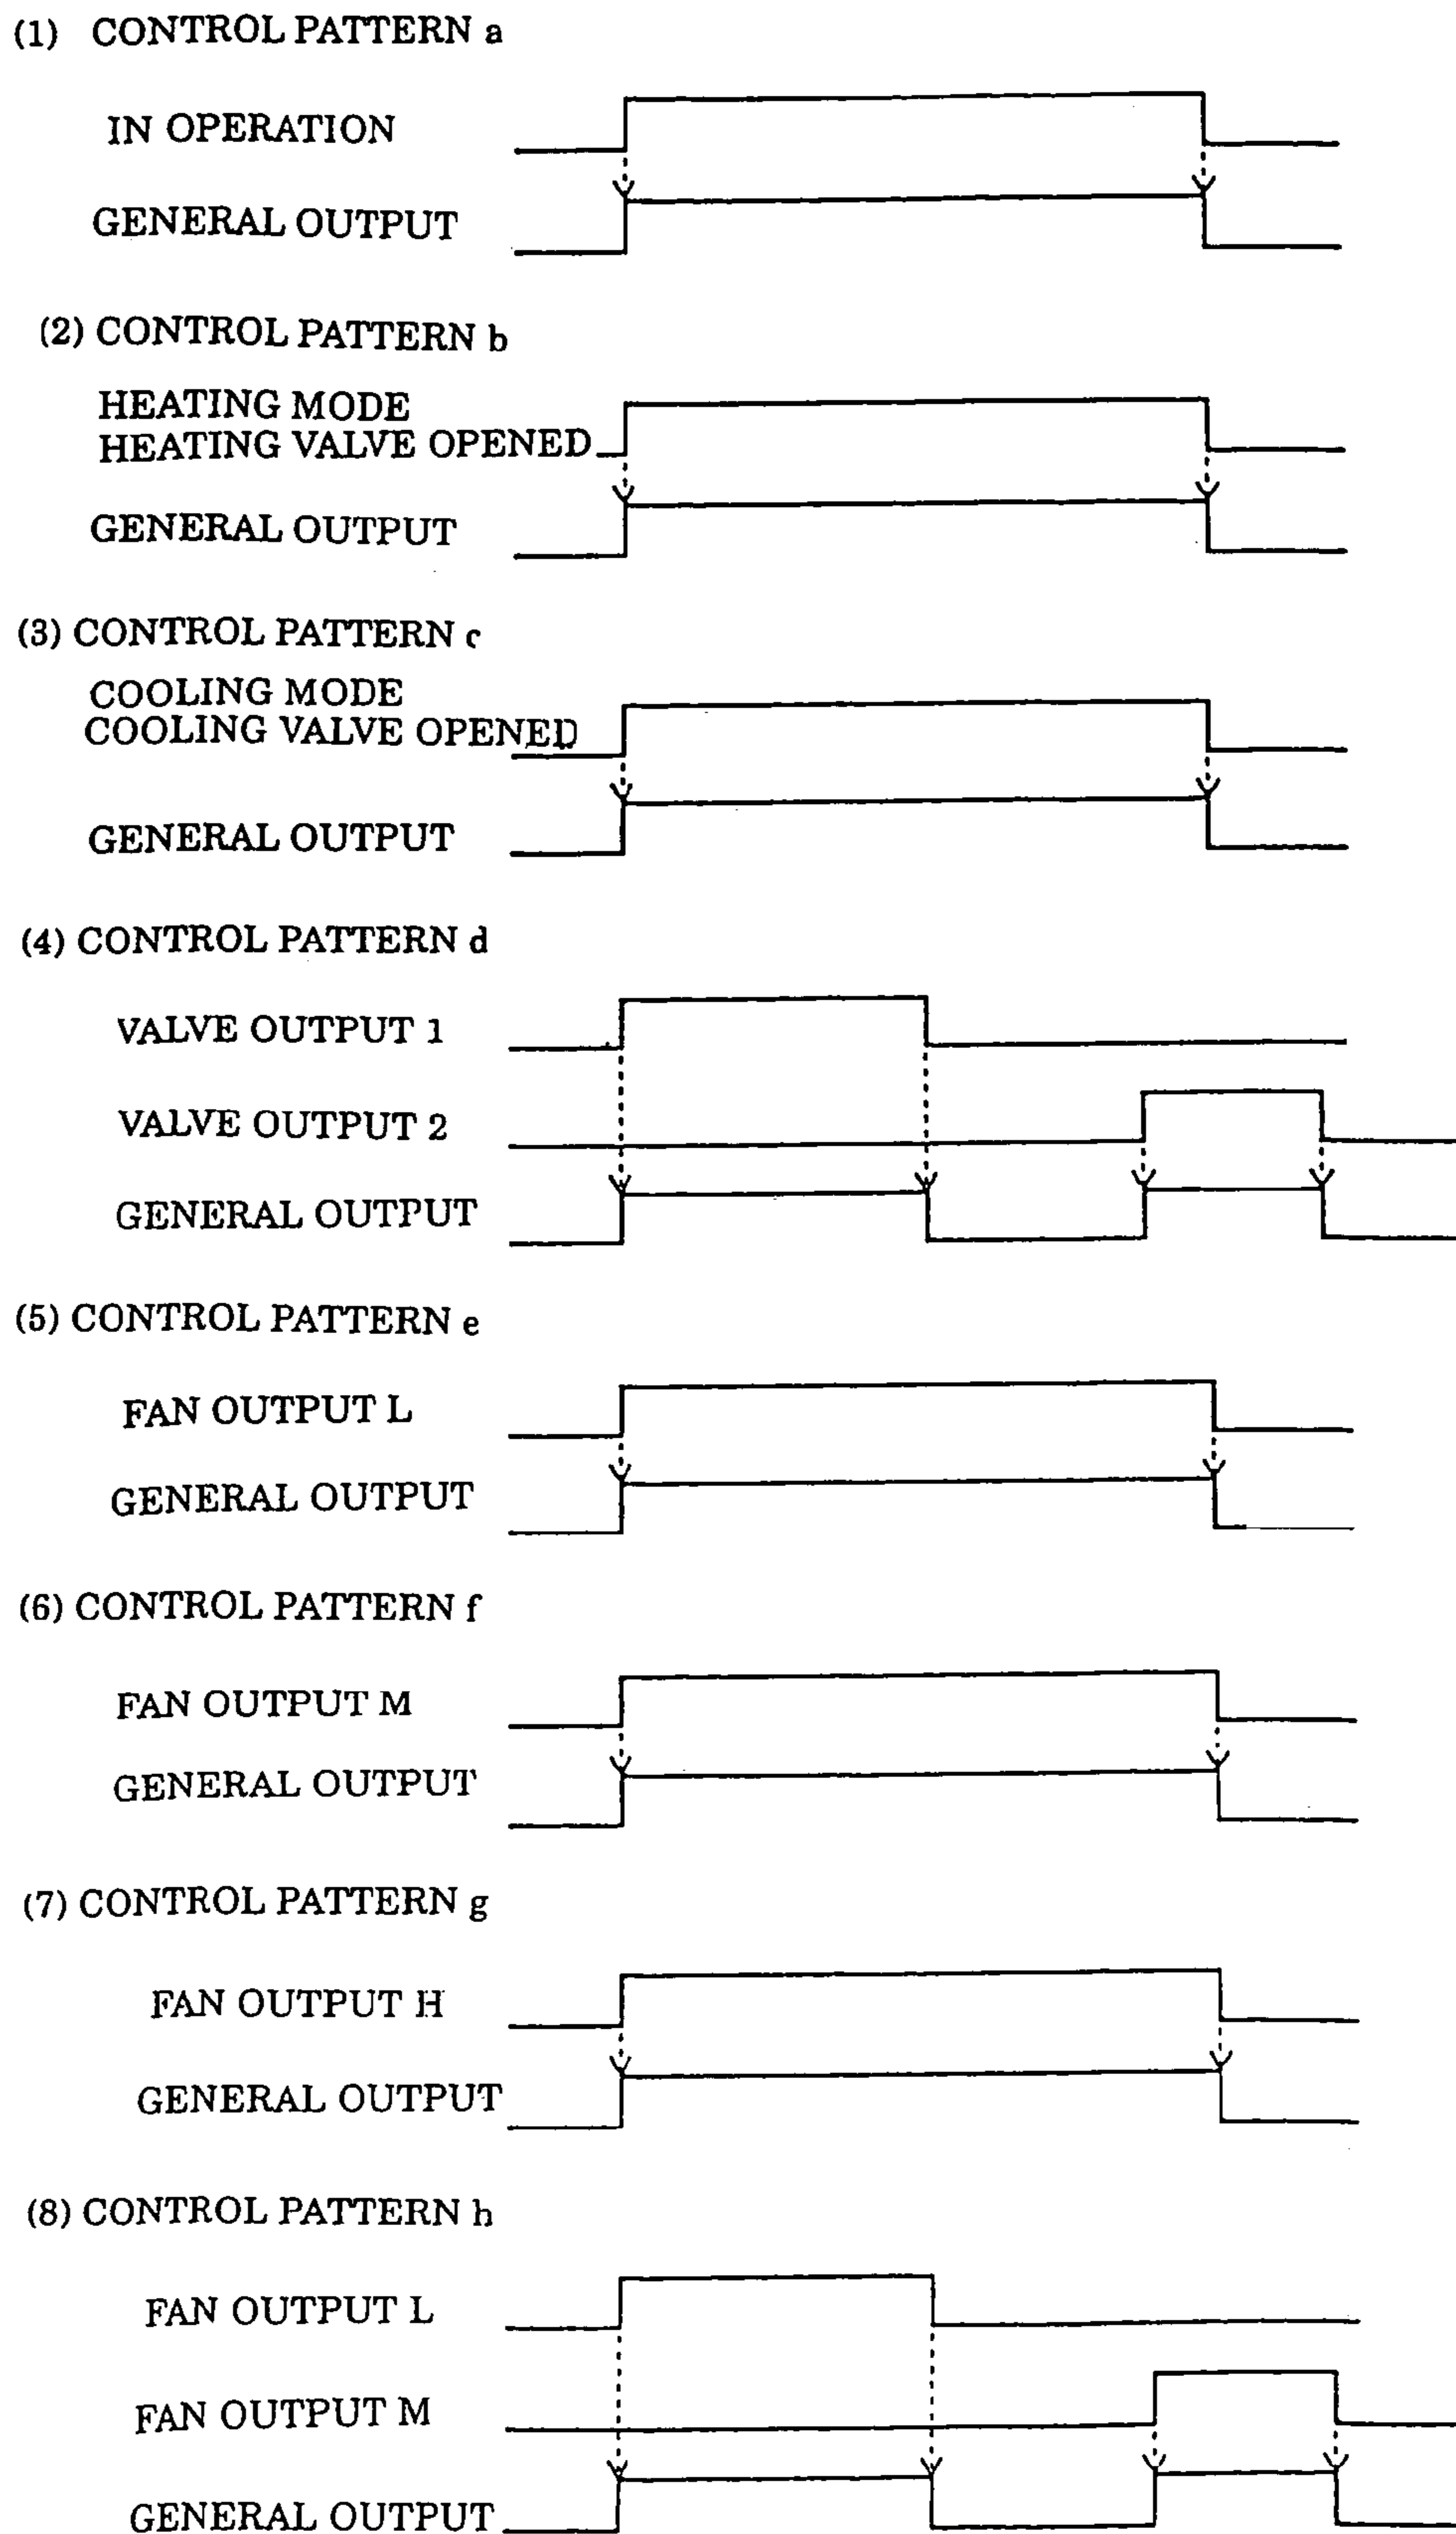 (1) CONTROL PATTERN a
IN OPERATION
GENERAL OUTPUT
(2) CONTROL PATTERN b
HEATING MODE
HEATING VALVE OPENED
GENERAL OUTPUT
(3) CONTROL PATTERN c
COOLING MODE
COOLING VALVE OPENED
GENERAL OUTPUT
(4) CONTROL PATTERN d
VALVE OUTPUT 1
VALVE OUTPUT 2
GENERAL OUTPUT
(5) CONTROL PATTERN e
FAN OUTPUT L
GENERAL OUTPUT
(6) CONTROL PATTERN f
FAN OUTPUT M
GENERAL OUTPUT
(7) CONTROL PATTERN g
FAN OUTPUT H
GENERAL OUTPUT
(8) CONTROL PATTERN h
FAN OUTPUT L
FAN OUTPUT M
GENERAL OUTPUT